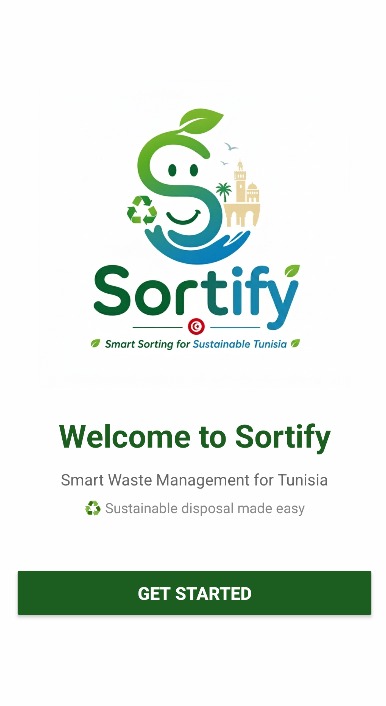 Sortify
Smart Sorting for Sustainable Tunisia
Welcome to Sortify
Smart Waste Management for Tunisia
♻ Sustainable disposal made easy
GET STARTED